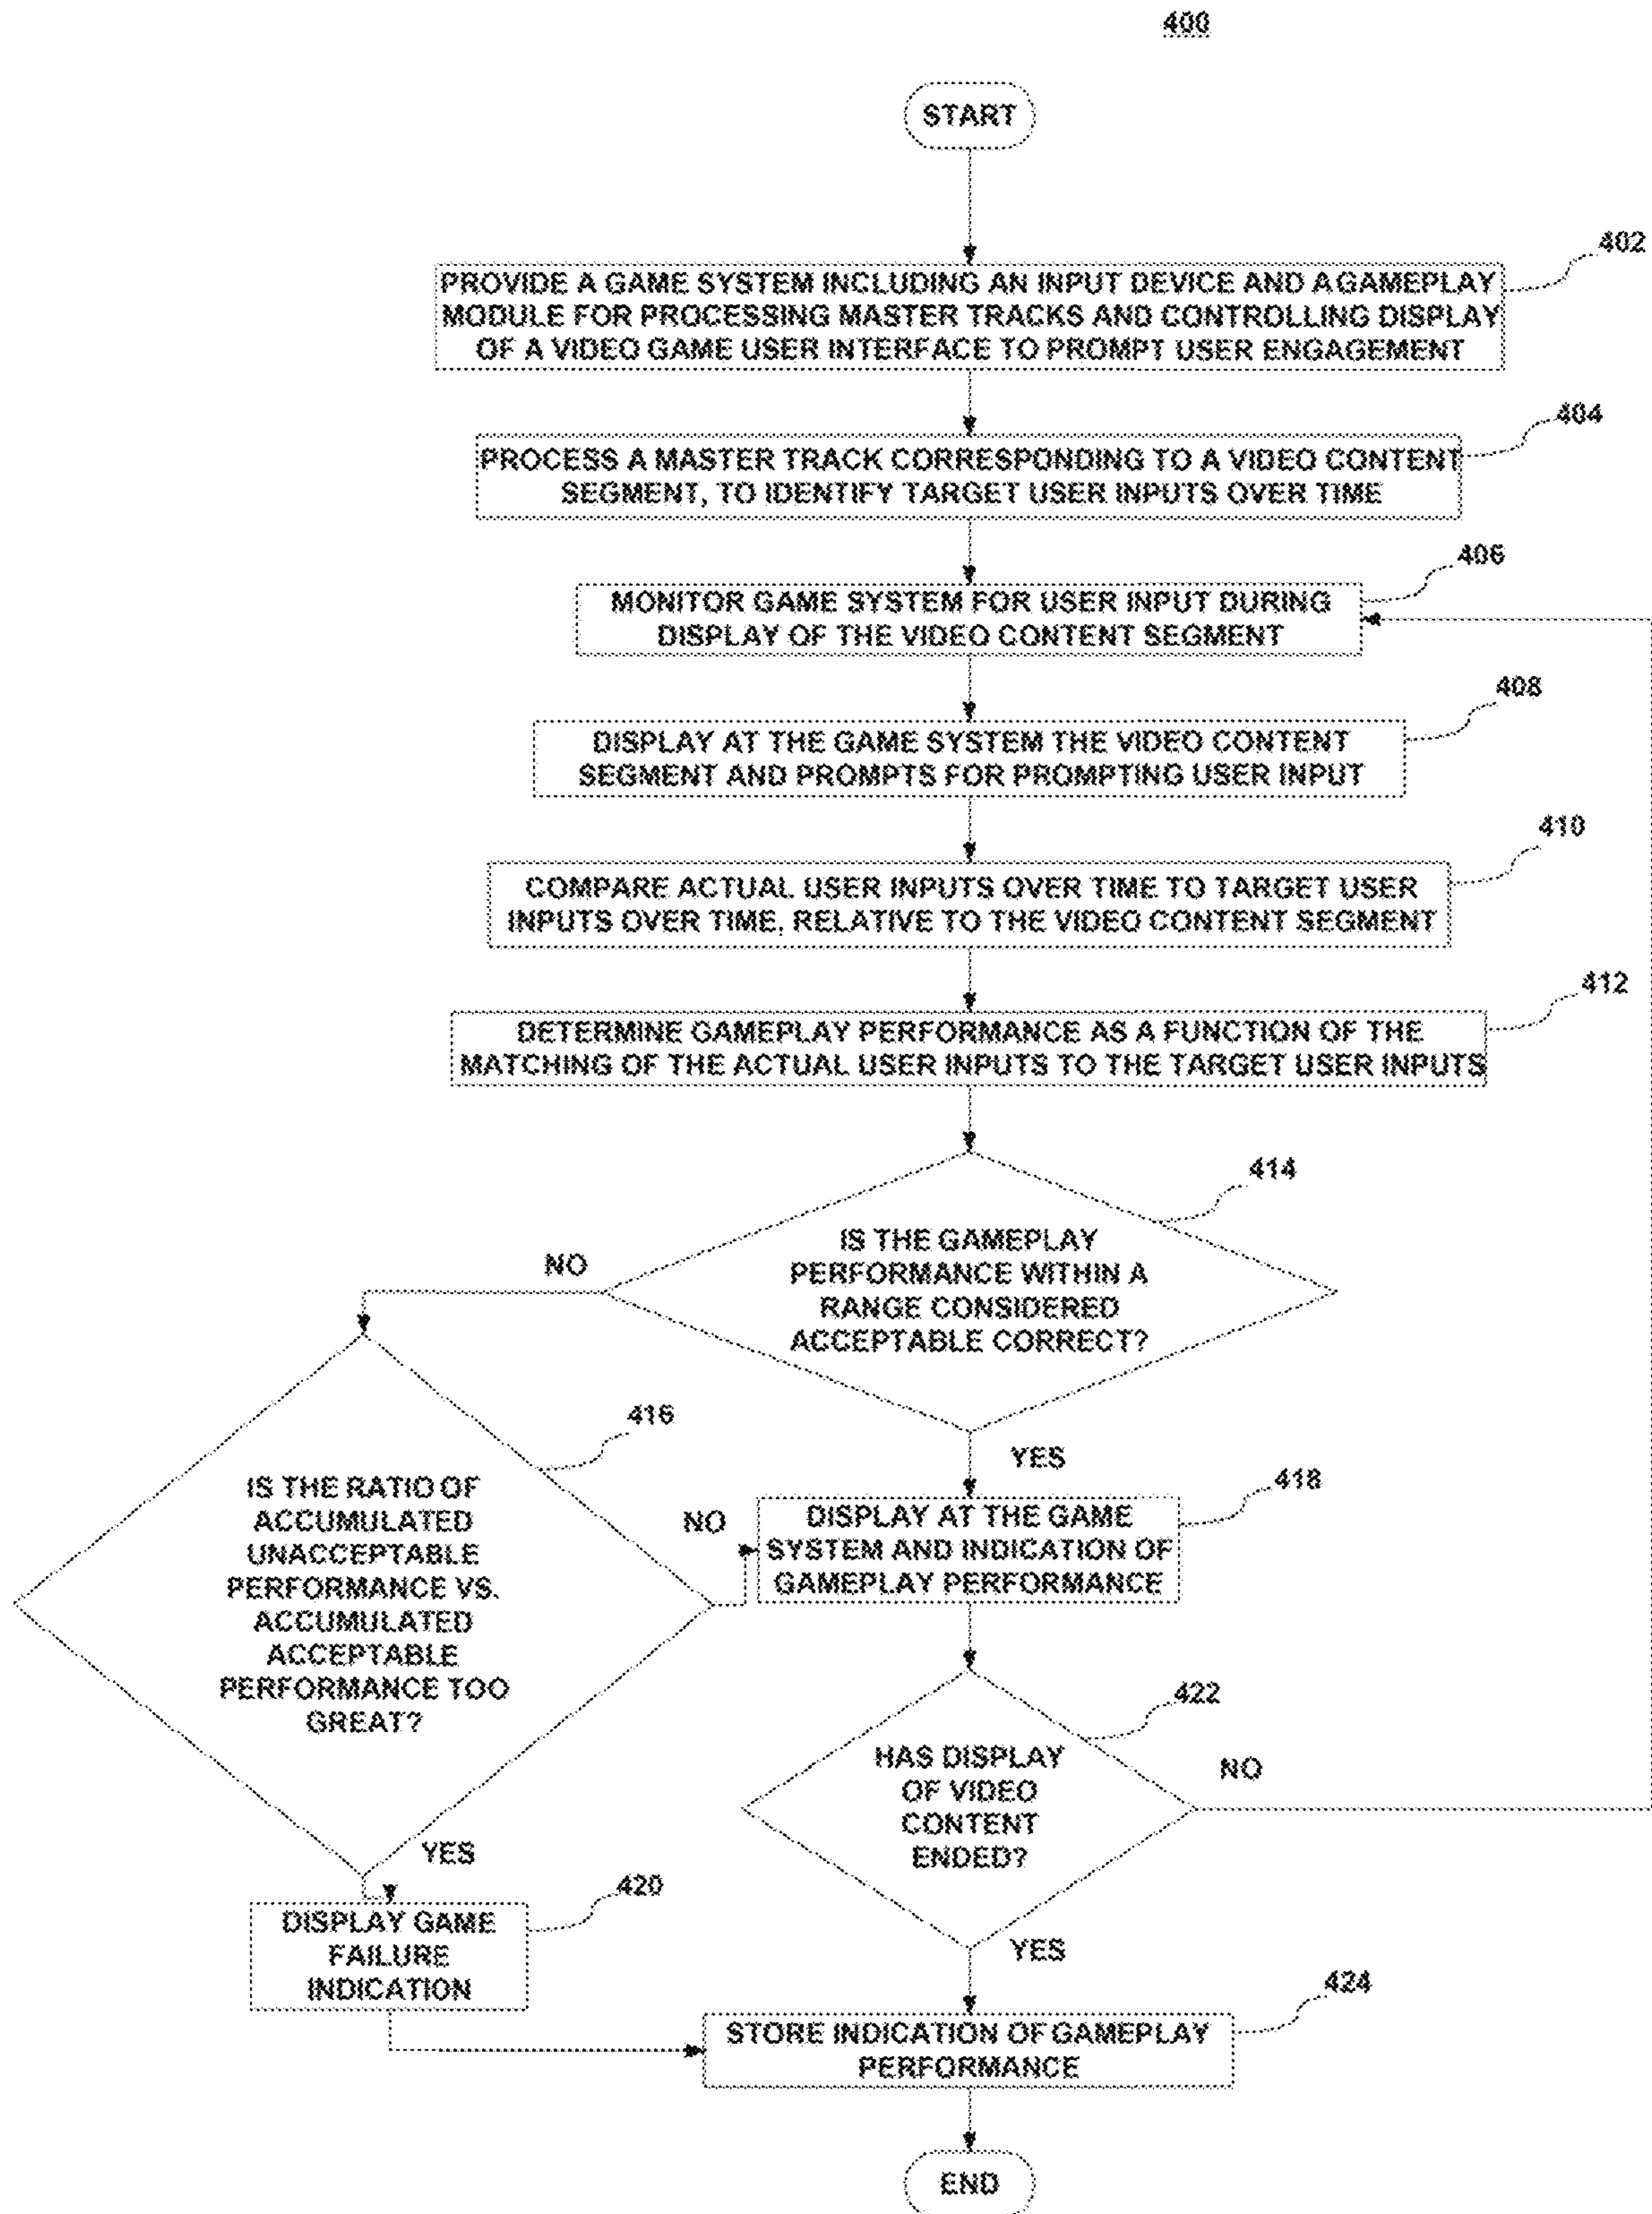 400
START
402
PROVIDE A GAME SYSTEM INCLUDING AN INPUT DEVICE AND A GAMEPLAY
MODULE FOR PROCESSING MASTER TRACKS AND CONTROLLING DISPLAY
OF A VIDEO GAME USER INTERFACE TO PROMPT USER ENGAGEMENT
404
PROCESS A MASTER TRACK CORRESPONDING TO A VIDEO CONTENT
SEGMENT, TO IDENTIFY TARGET USER INPUTS OVER TIME
406
MONITOR GAME SYSTEM FOR USER INPUT DURING
DISPLAY OF THE VIDEO CONTENT SEGMENT
408
DISPLAY AT THE GAME SYSTEM THE VIDEO CONTENT
SEGMENT AND PROMPTS FOR PROMPTING USER INPUT
410
COMPARE ACTUAL USER INPUTS OVER TIME TO TARGET USER
INPUTS OVER TIME, RELATIVE TO THE VIDEO CONTENT SEGMENT
412
DETERMINE GAMEPLAY PERFORMANCE AS A FUNCTION OF THE
MATCHING OF THE ACTUAL USER INPUTS TO THE TARGET USER INPUTS
414
IS THE GAMEPLAY
PERFORMANCE WITHIN A
RANGE CONSIDERED
ACCEPTABLE CORRECT?
NO
YES
416
IS THE RATIO OF
ACCUMULATED
UNACCEPTABLE
PERFORMANCE VS.
ACCUMULATED
ACCEPTABLE
PERFORMANCE TOO
GREAT?
NO
YES
418
DISPLAY AT THE GAME
SYSTEM AND INDICATION OF
GAMEPLAY PERFORMANCE
422
HAS DISPLAY
OF VIDEO
CONTENT
ENDED?
NO
YES
420
DISPLAY GAME
FAILURE
INDICATION
424
STORE INDICATION OF GAMEPLAY
PERFORMANCE
END